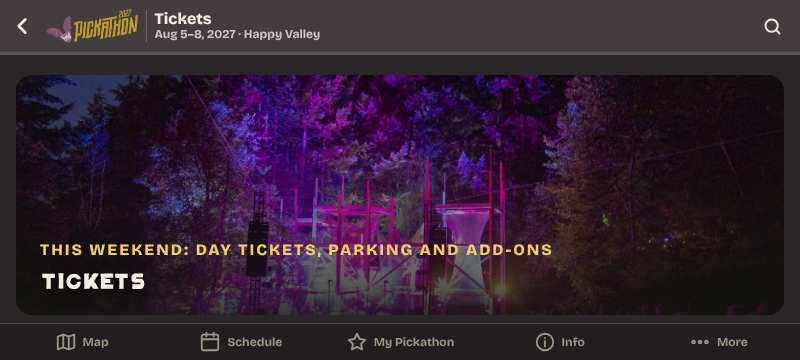 2027
PICKATHON
Tickets
Aug 5–8, 2027 · Happy Valley
THIS WEEKEND: DAY TICKETS, PARKING AND ADD-ONS
TICKETS
Map
Schedule
My Pickathon
Info
More